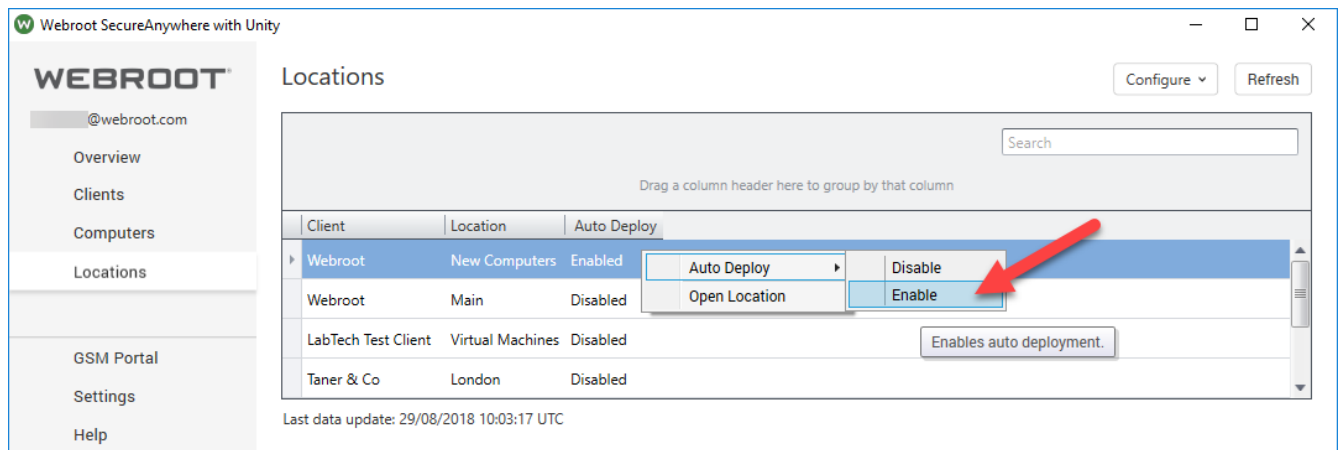 Webroot SecureAnywhere with Unity
WEBROOT
@webroot.com
Overview
Clients
Computers
Locations
GSM Portal
Settings
Help
Locations
Configure
Refresh
Search
Drag a column header here to group by that column
Client Location Auto Deploy
Webroot New Computers Enabled
Webroot Main Disabled
LabTech Test Client Virtual Machines Disabled
Taner & Co London Disabled
Auto Deploy
Open Location
Disable
Enable
Enables auto deployment.
Last data update: 29/08/2018 10:03:17 UTC